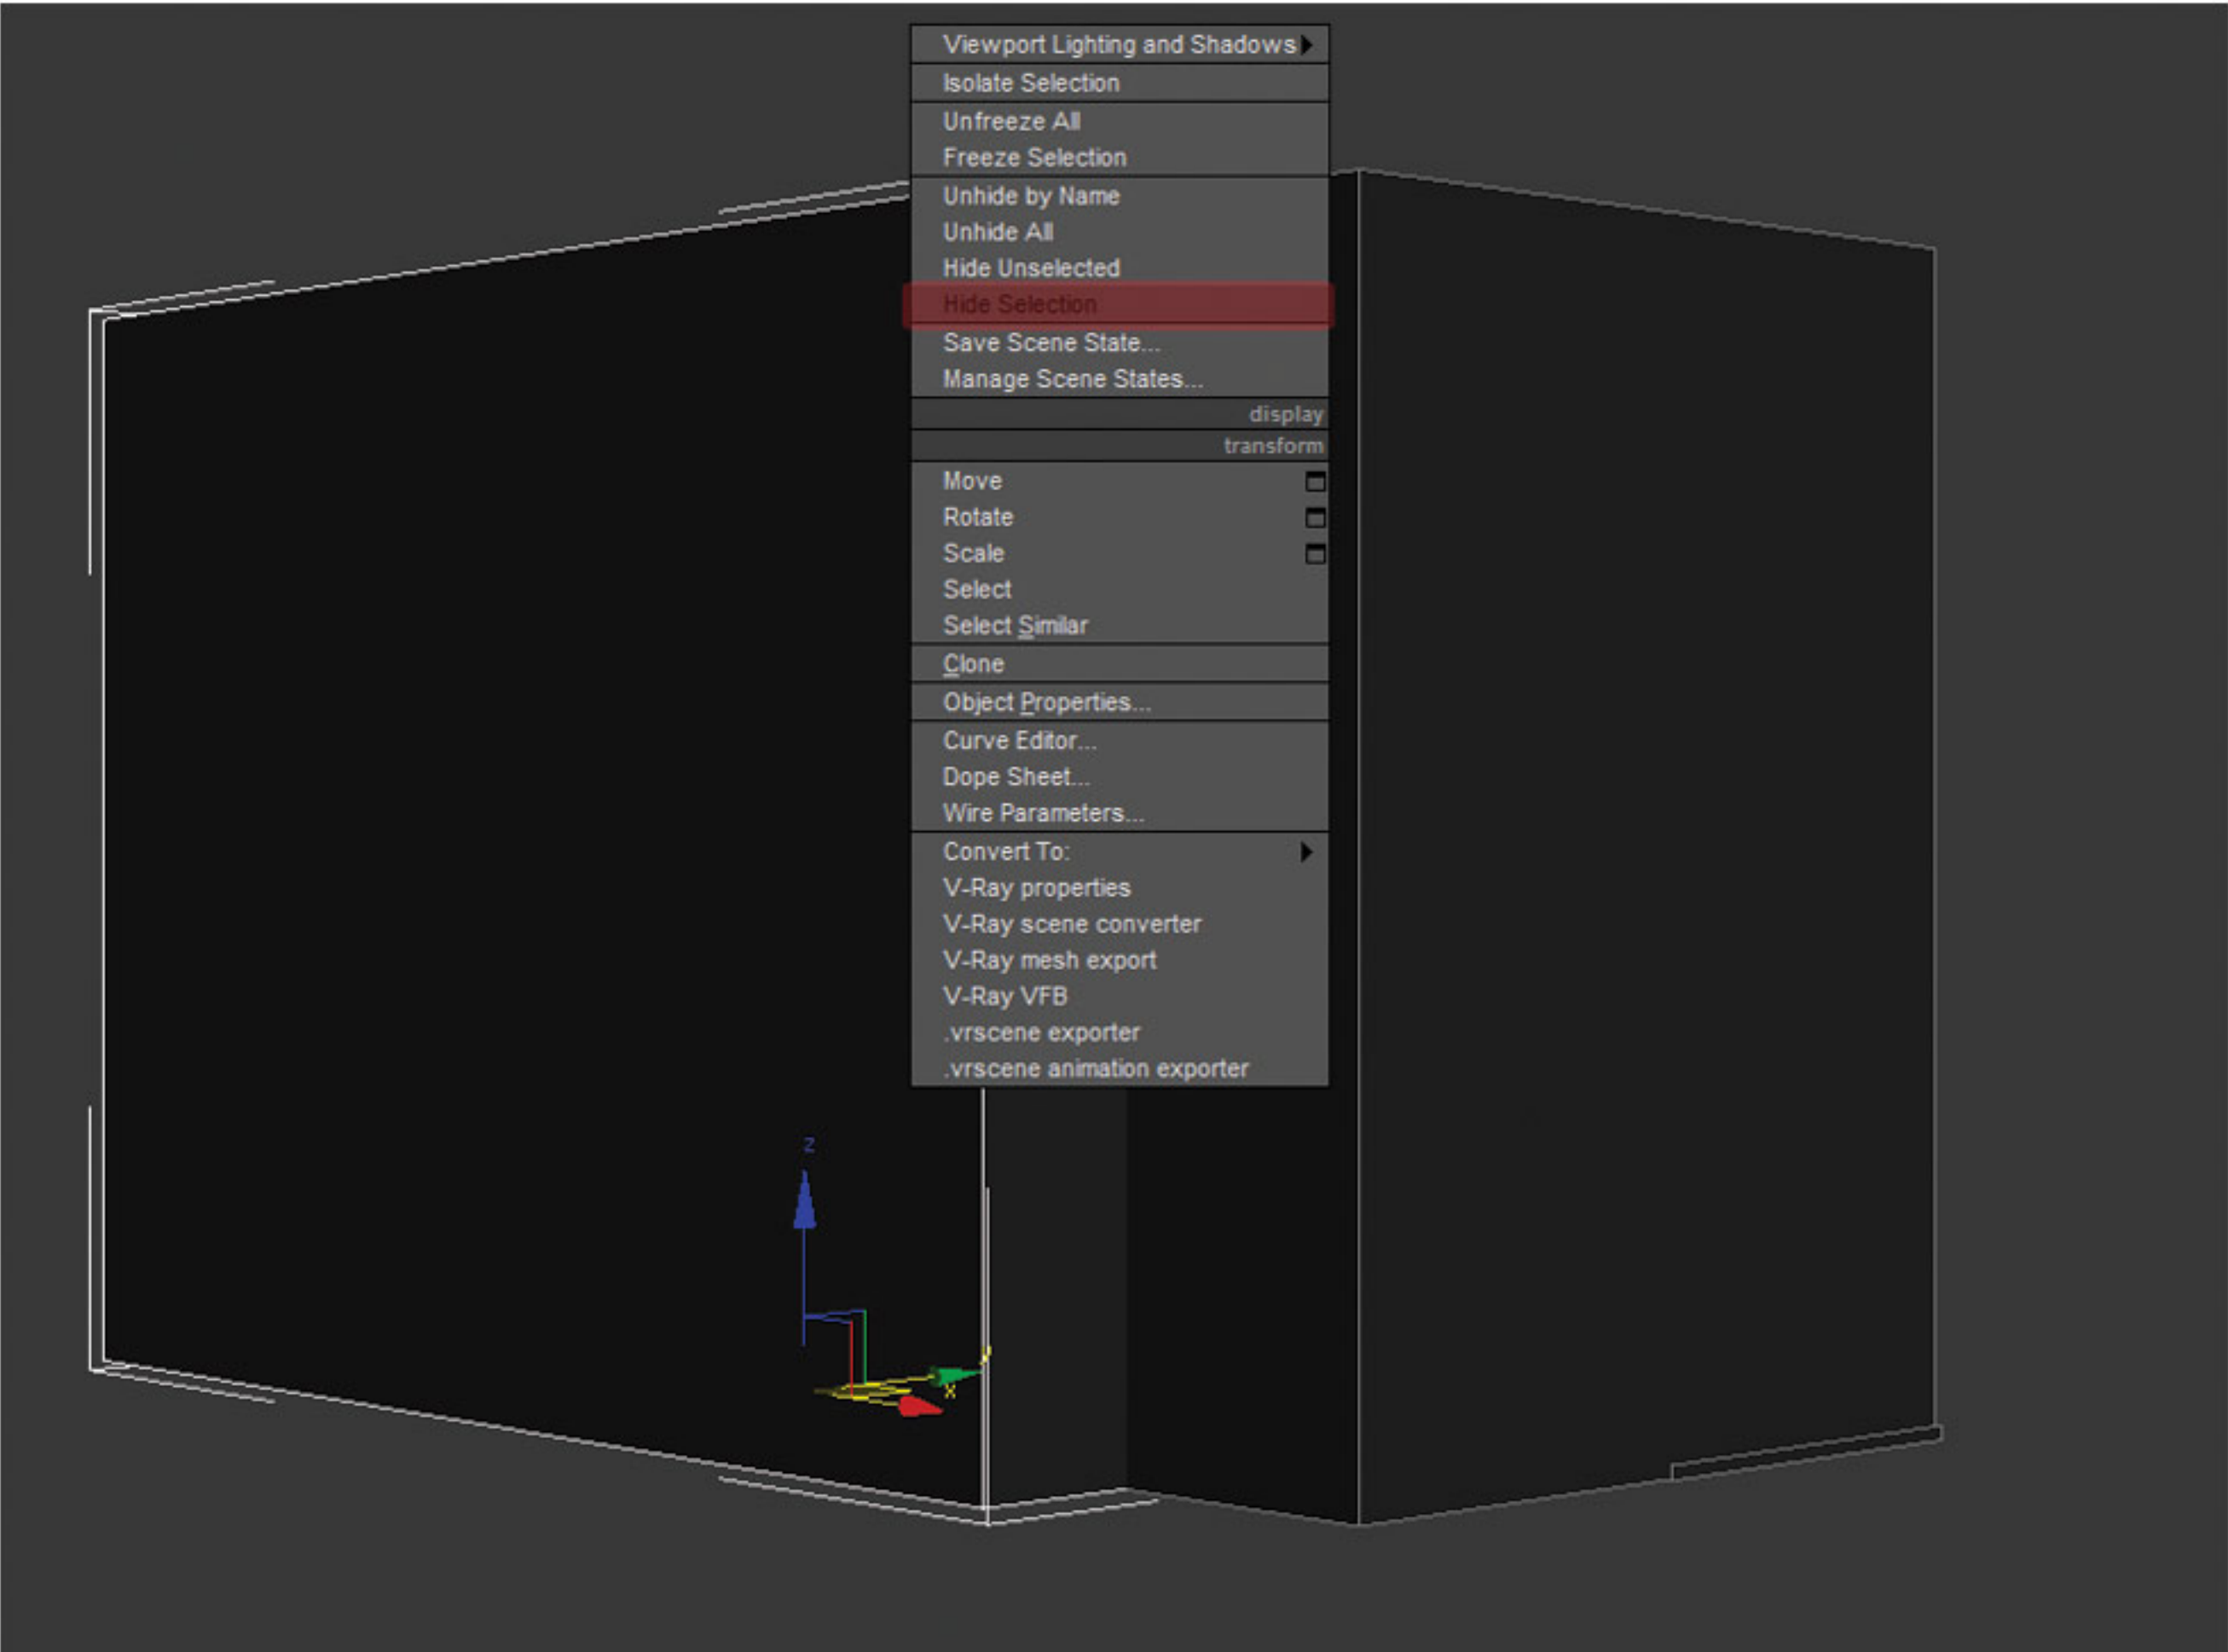 Viewport Lighting and Shadows
Isolate Selection
Unfreeze All
Freeze Selection
Unhide by Name
Unhide All
Hide Unselected
Hide Selection
Save Scene State...
Manage Scene States...
display
transform
Move
Rotate
Scale
Select
Select Similar
Clone
Object Properties...
Curve Editor...
Dope Sheet...
Wire Parameters...
Convert To:
V-Ray properties
V-Ray scene converter
V-Ray mesh export
V-Ray VFB
.vrscene exporter
.vrscene animation exporter
z
y
x